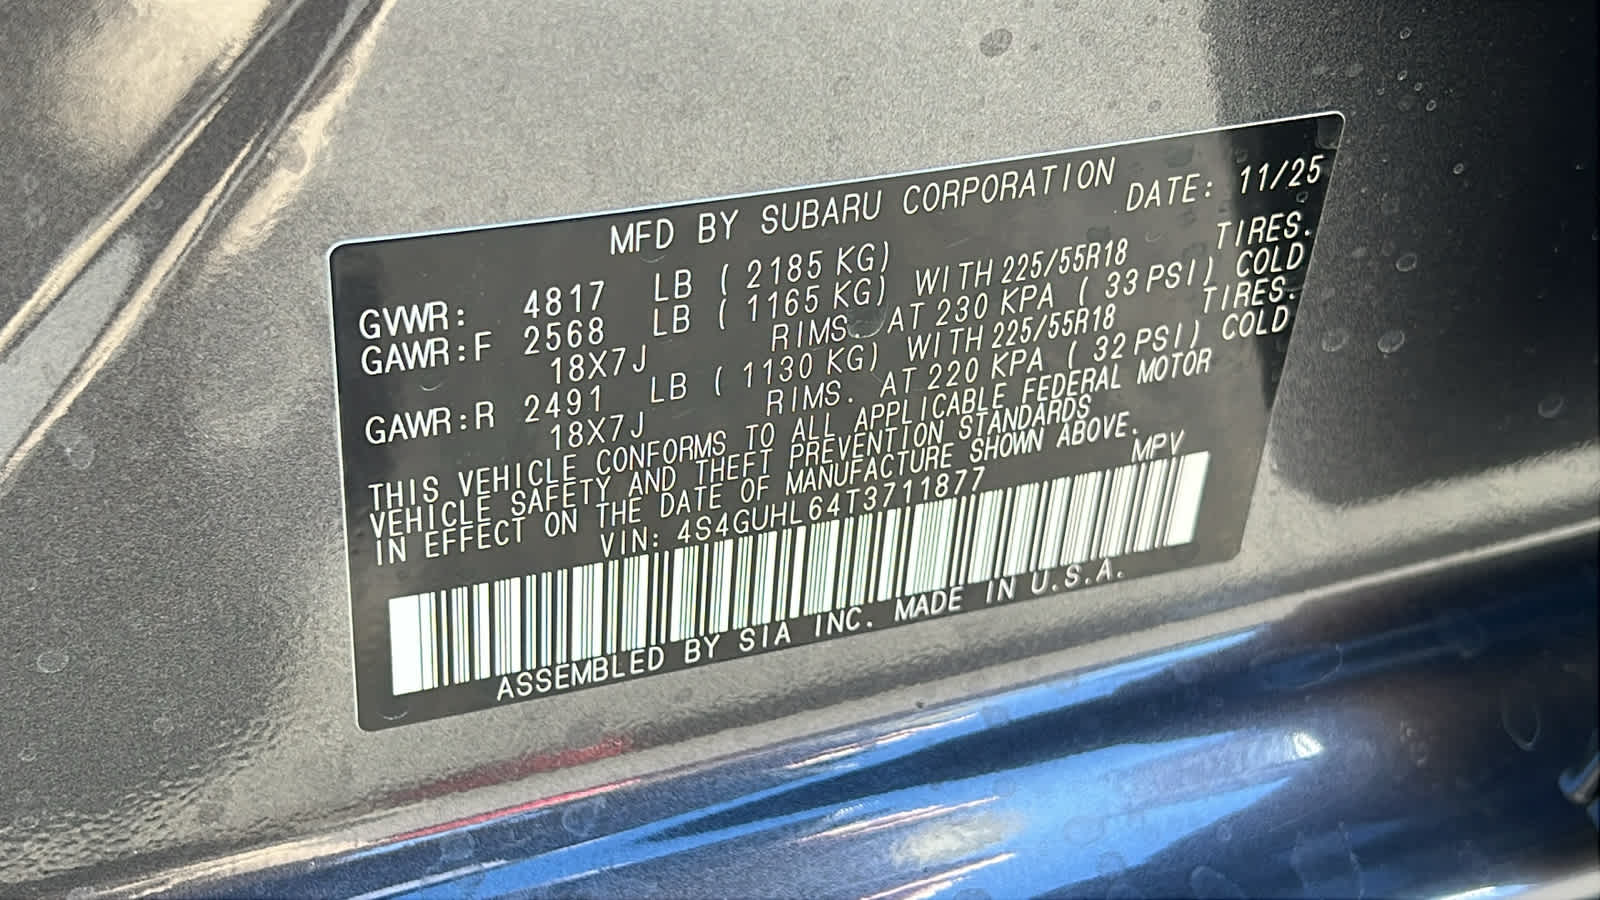 MFD BY SUBARU CORPORATION
DATE: 11/25
GVWR: 4817 LB ( 2185 KG)
GAWR:F 2568 LB ( 1165 KG) WITH 225/55R18 TIRES.
18X7J RIMS. AT 230 KPA ( 33 PSI) COLD
GAWR:R 2491 LB ( 1130 KG) WITH 225/55R18 TIRES.
18X7J RIMS. AT 220 KPA ( 32 PSI) COLD
THIS VEHICLE CONFORMS TO ALL APPLICABLE FEDERAL MOTOR
VEHICLE SAFETY AND THEFT PREVENTION STANDARDS
IN EFFECT ON THE DATE OF MANUFACTURE SHOWN ABOVE.
VIN: 4S4GUHL64T3711877 MPV
ASSEMBLED BY SIA INC. MADE IN U.S.A.